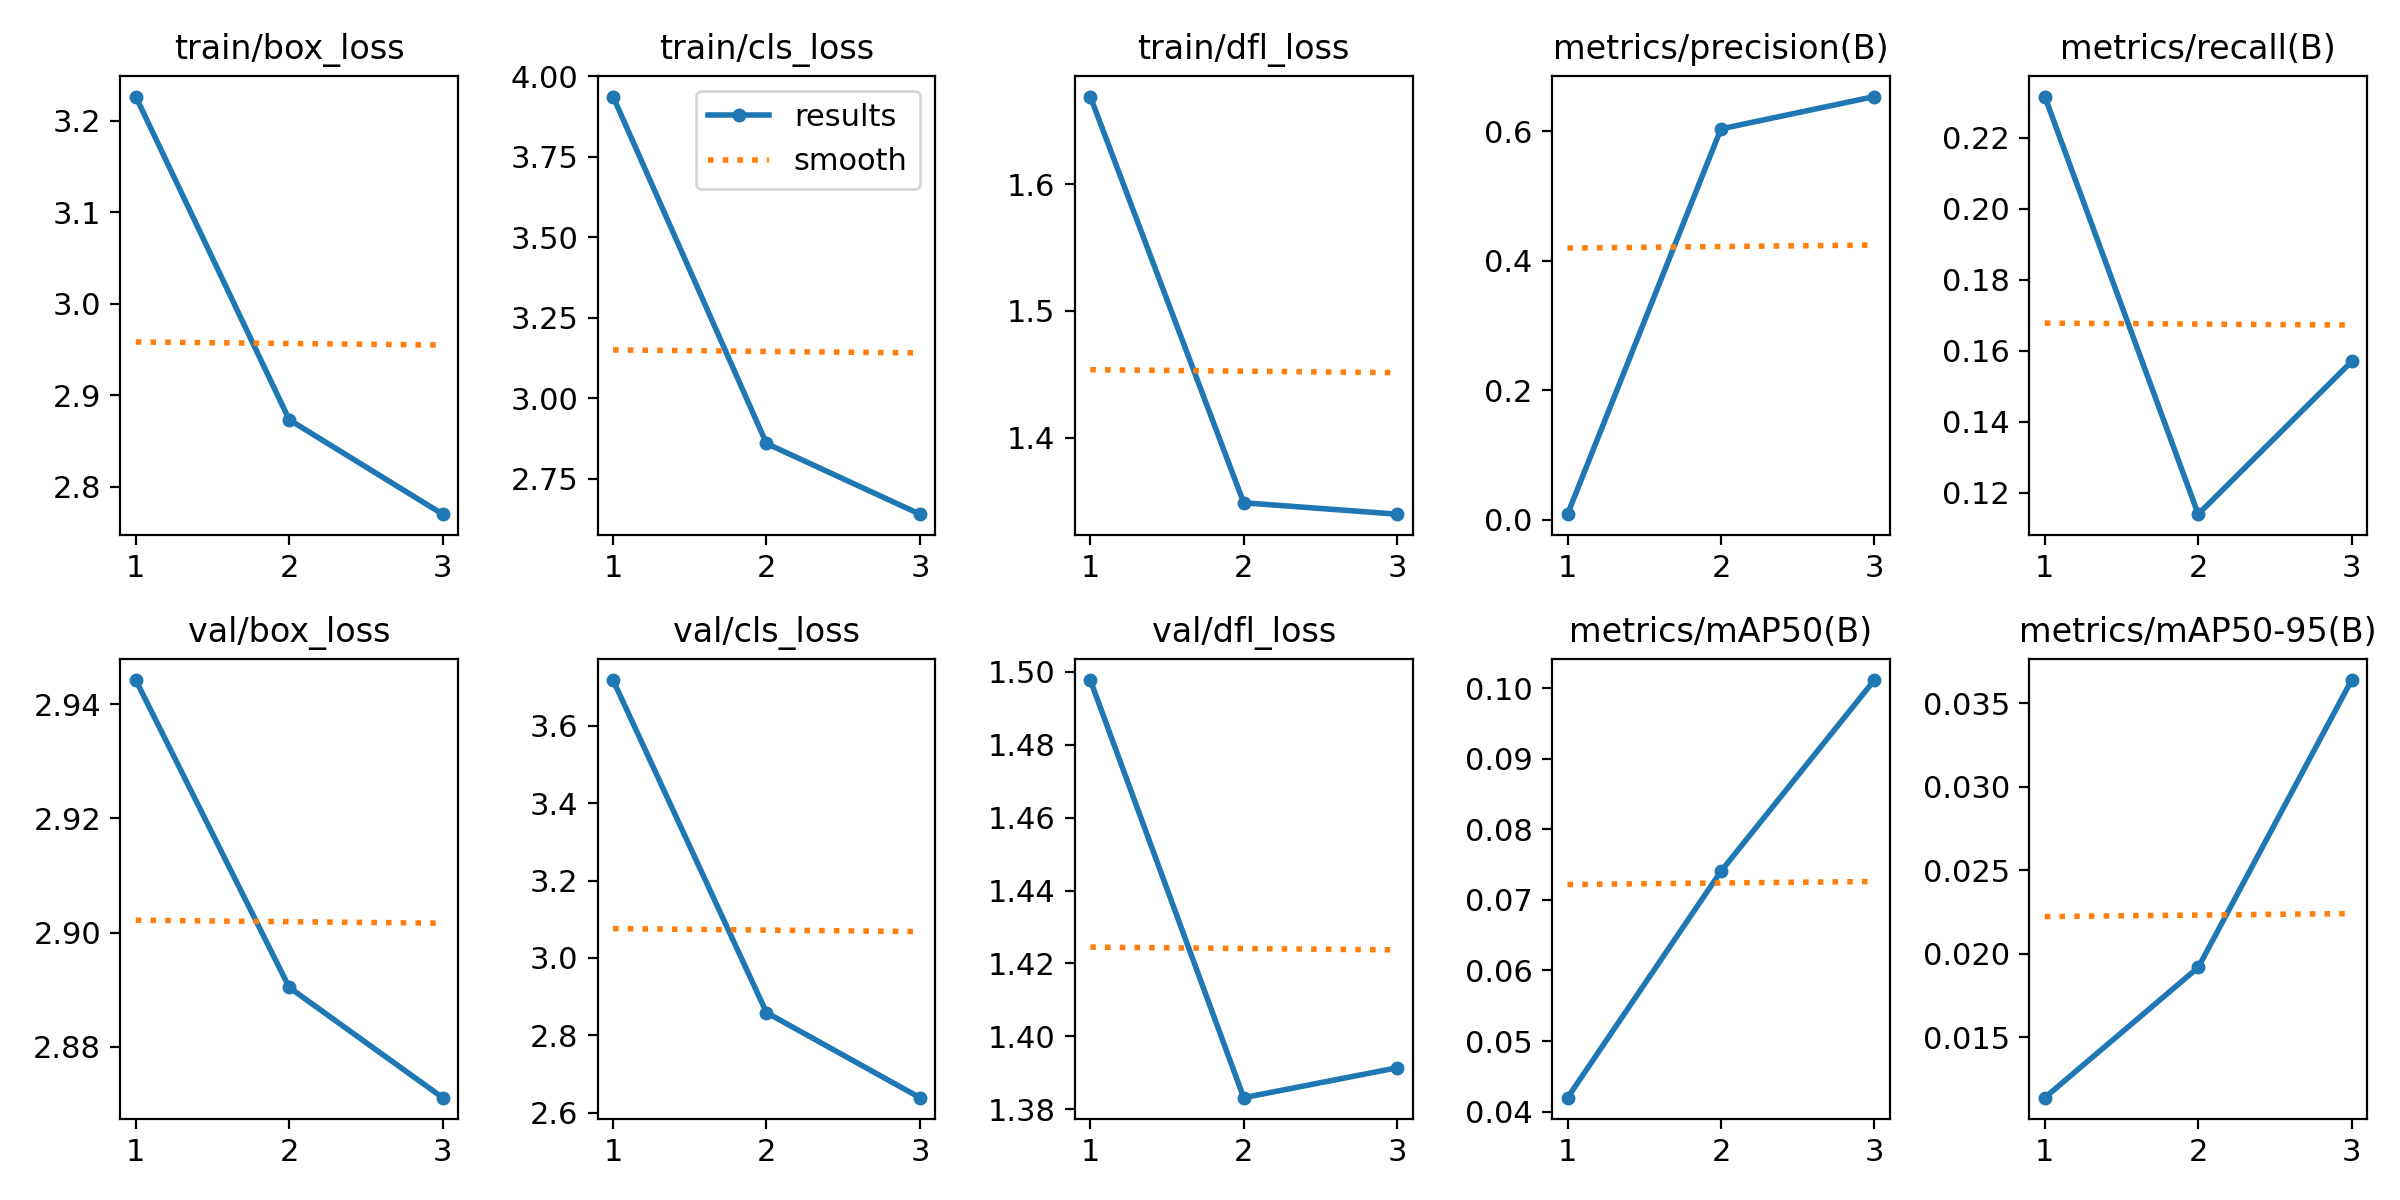 train/box_loss
3.2
3.1
3.0
2.9
2.8
1 2 3
train/cls_loss
4.00
3.75
3.50
3.25
3.00
2.75
results
smooth
1 2 3
train/dfl_loss
1.6
1.5
1.4
1 2 3
metrics/precision(B)
0.6
0.4
0.2
0.0
1 2 3
metrics/recall(B)
0.22
0.20
0.18
0.16
0.14
0.12
1 2 3
val/box_loss
2.94
2.92
2.90
2.88
1 2 3
val/cls_loss
3.6
3.4
3.2
3.0
2.8
2.6
1 2 3
val/dfl_loss
1.50
1.48
1.46
1.44
1.42
1.40
1.38
1 2 3
metrics/mAP50(B)
0.10
0.09
0.08
0.07
0.06
0.05
0.04
1 2 3
metrics/mAP50-95(B)
0.035
0.030
0.025
0.020
0.015
1 2 3